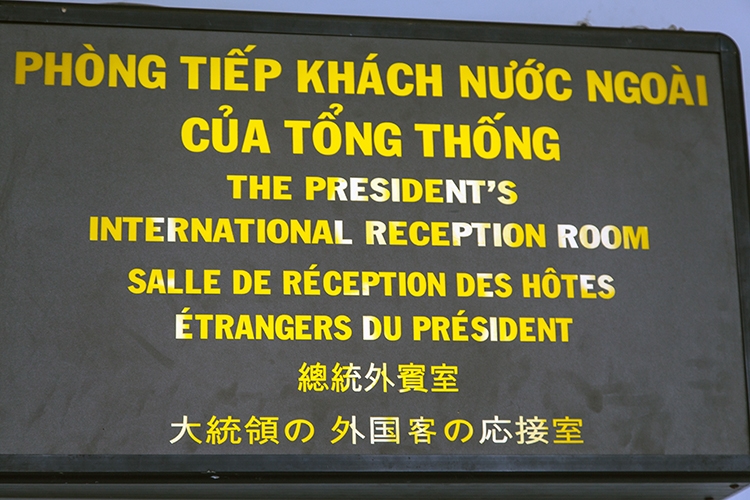 PHÒNG TIẾP KHÁCH NƯỚC NGOÀI
CỦA TỔNG THỐNG
THE PRESIDENT'S
INTERNATIONAL RECEPTION ROOM
SALLE DE RÉCEPTION DES HÔTES
ÉTRANGERS DU PRÉSIDENT
總統外賓室
大統領の 外国客の応接室